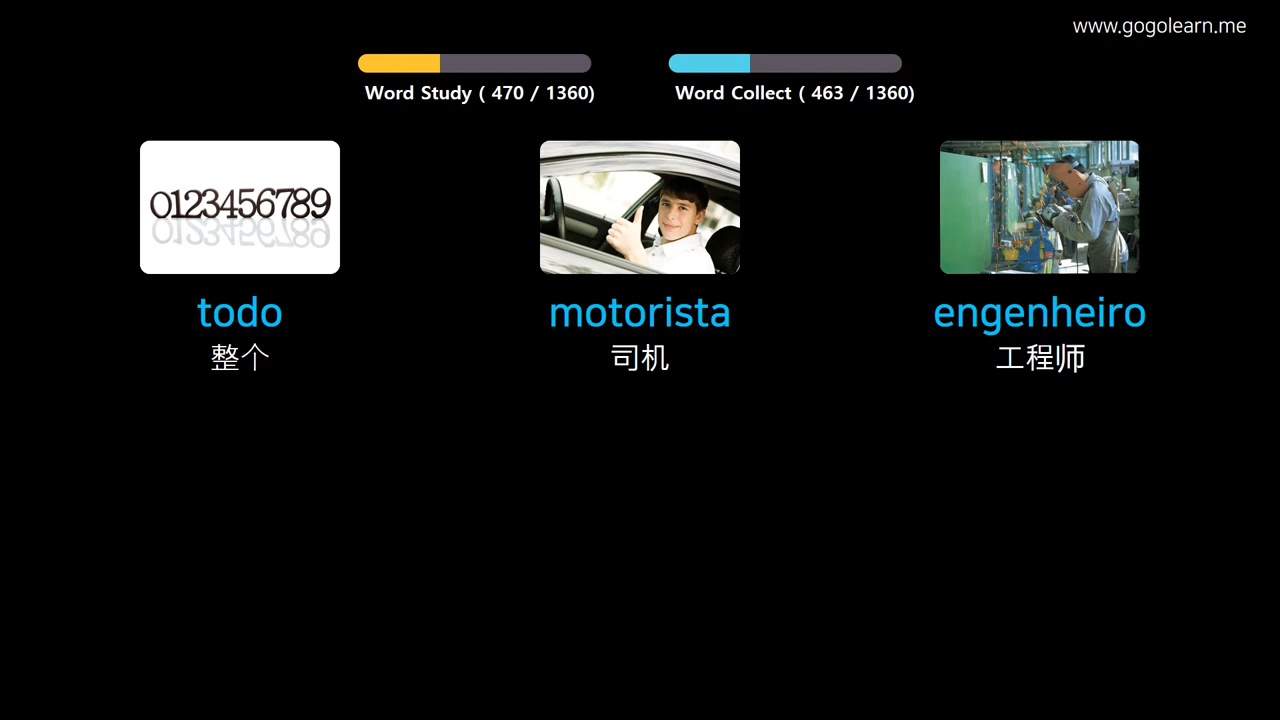 www.gogolearn.me
Word Study ( 470 / 1360)
Word Collect ( 463 / 1360)
0123456789
todo
motorista
engenheiro
整个
司机
工程师